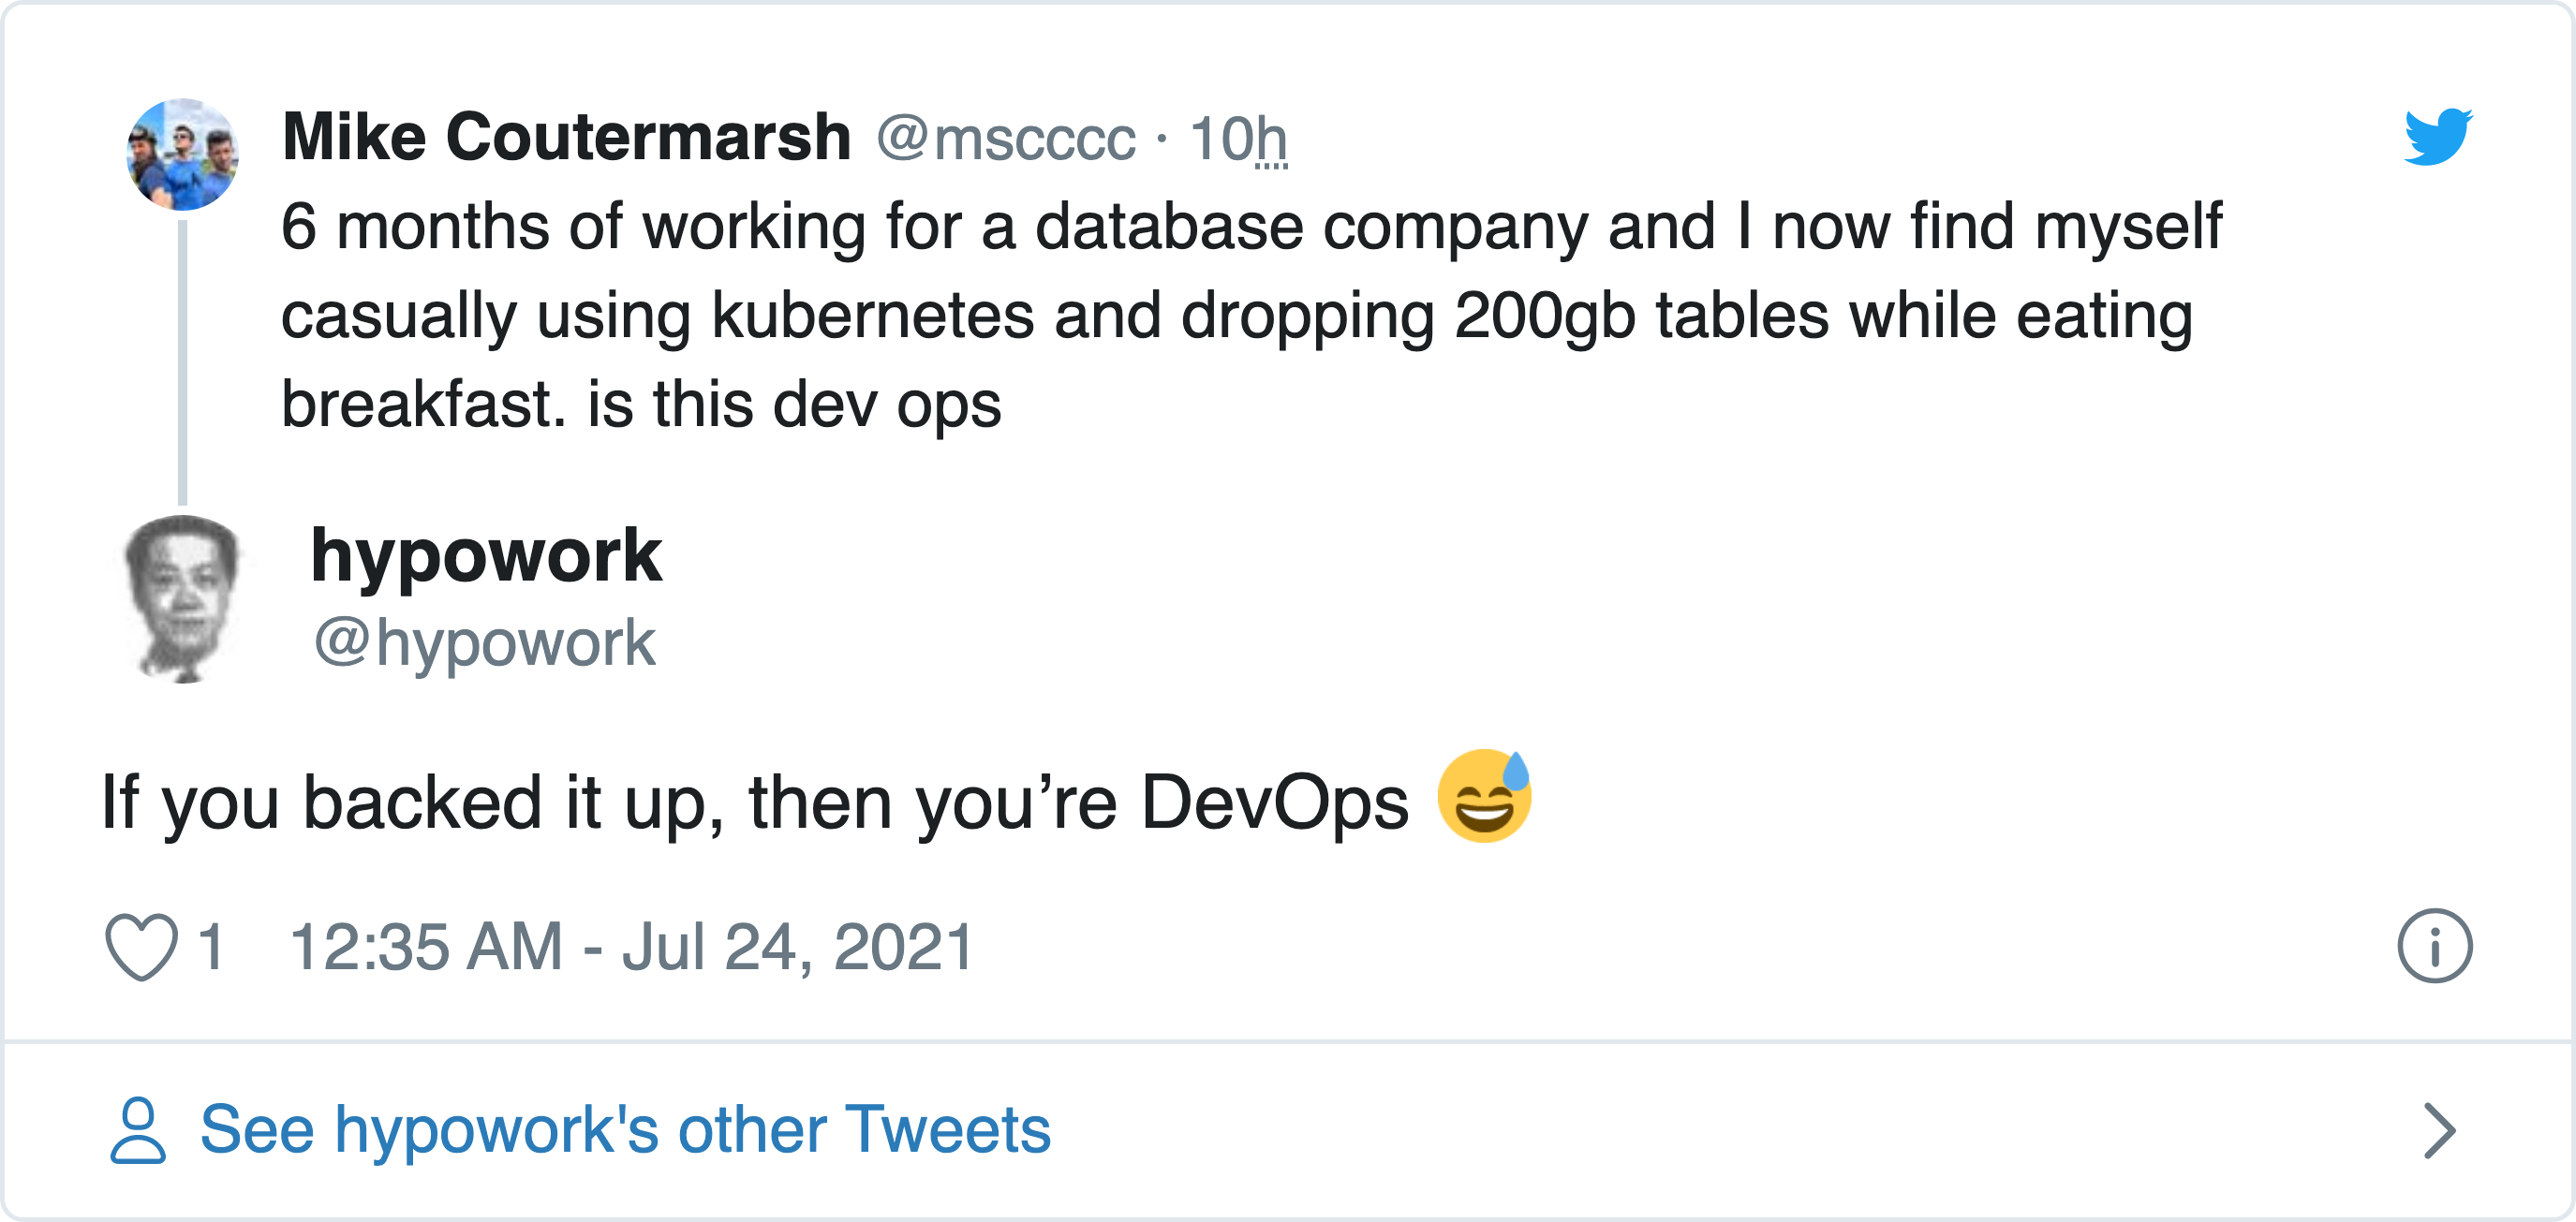 Mike Coutermarsh @mscccc · 10h
6 months of working for a database company and I now find myself
casually using kubernetes and dropping 200gb tables while eating
breakfast. is this dev ops
hypowork
@hypowork
If you backed it up, then you’re DevOps 😅
1 12:35 AM - Jul 24, 2021
See hypowork's other Tweets